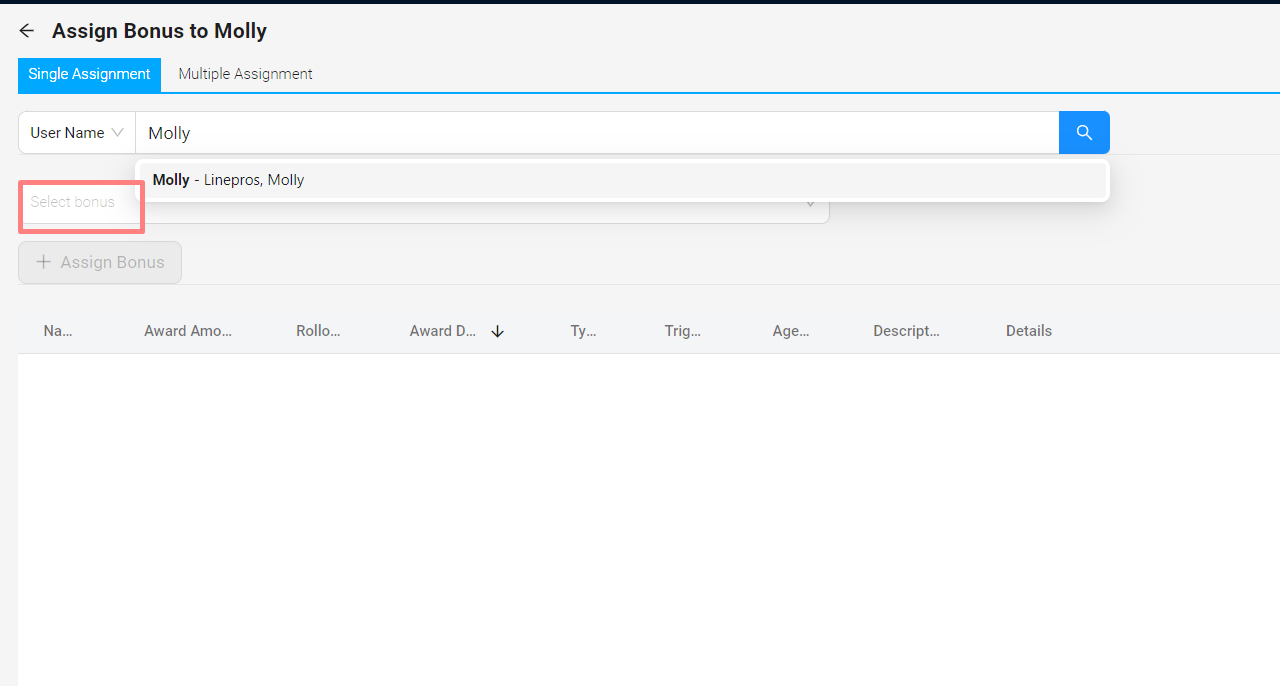 Assign Bonus to Molly
Single Assignment Multiple Assignment
User Name Molly
Molly - Linepros, Molly
Select bonus
Assign Bonus
Na... Award Amo... Rollo... Award D... Ty... Trig... Age... Descript... Details